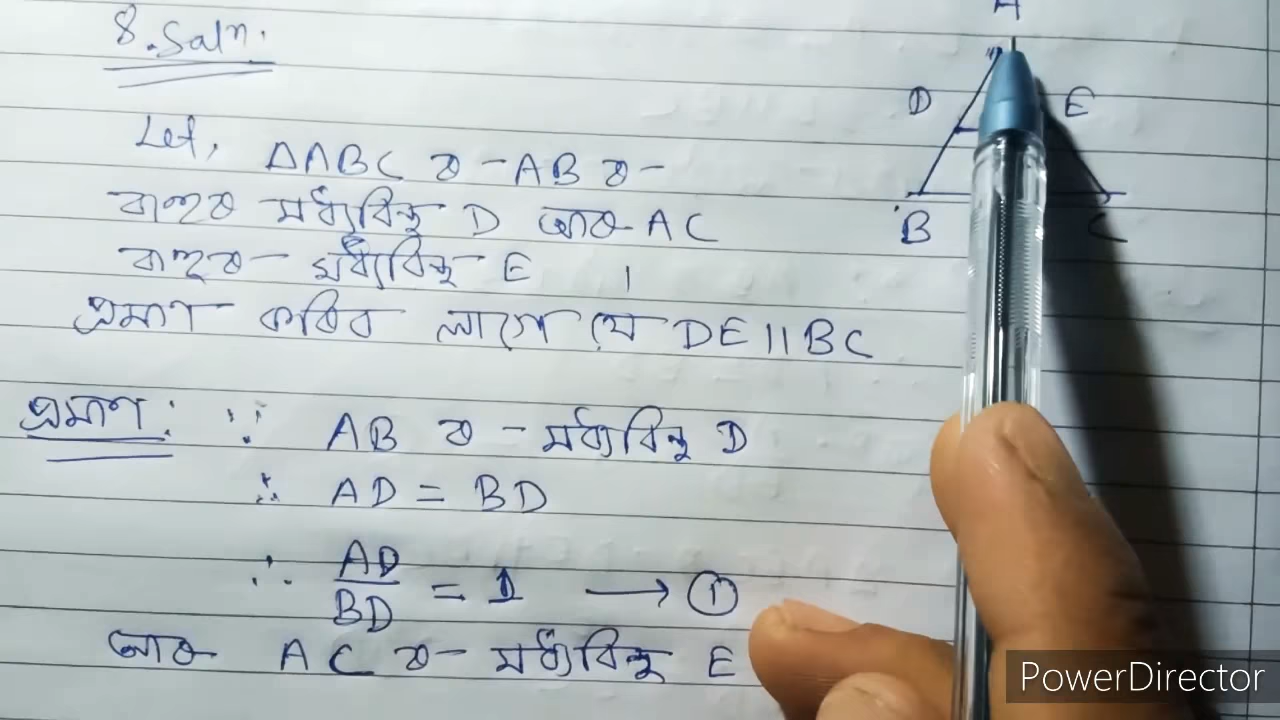 8. Saln.
Let, ΔABC ৰ AB ৰ
বাহুৰ মধ্যবিন্দু D আৰু AC
বাহুৰ মধ্যবিন্দু E ।
প্ৰমাণ কৰিব লাগে যে DE || BC
প্ৰমাণ : ∵ AB ৰ মধ্যবিন্দু D
∴ AD = BD
∴ AD/BD = 1 → ①
আৰু AC ৰ মধ্যবিন্দু E
A
D E
B C
PowerDirector